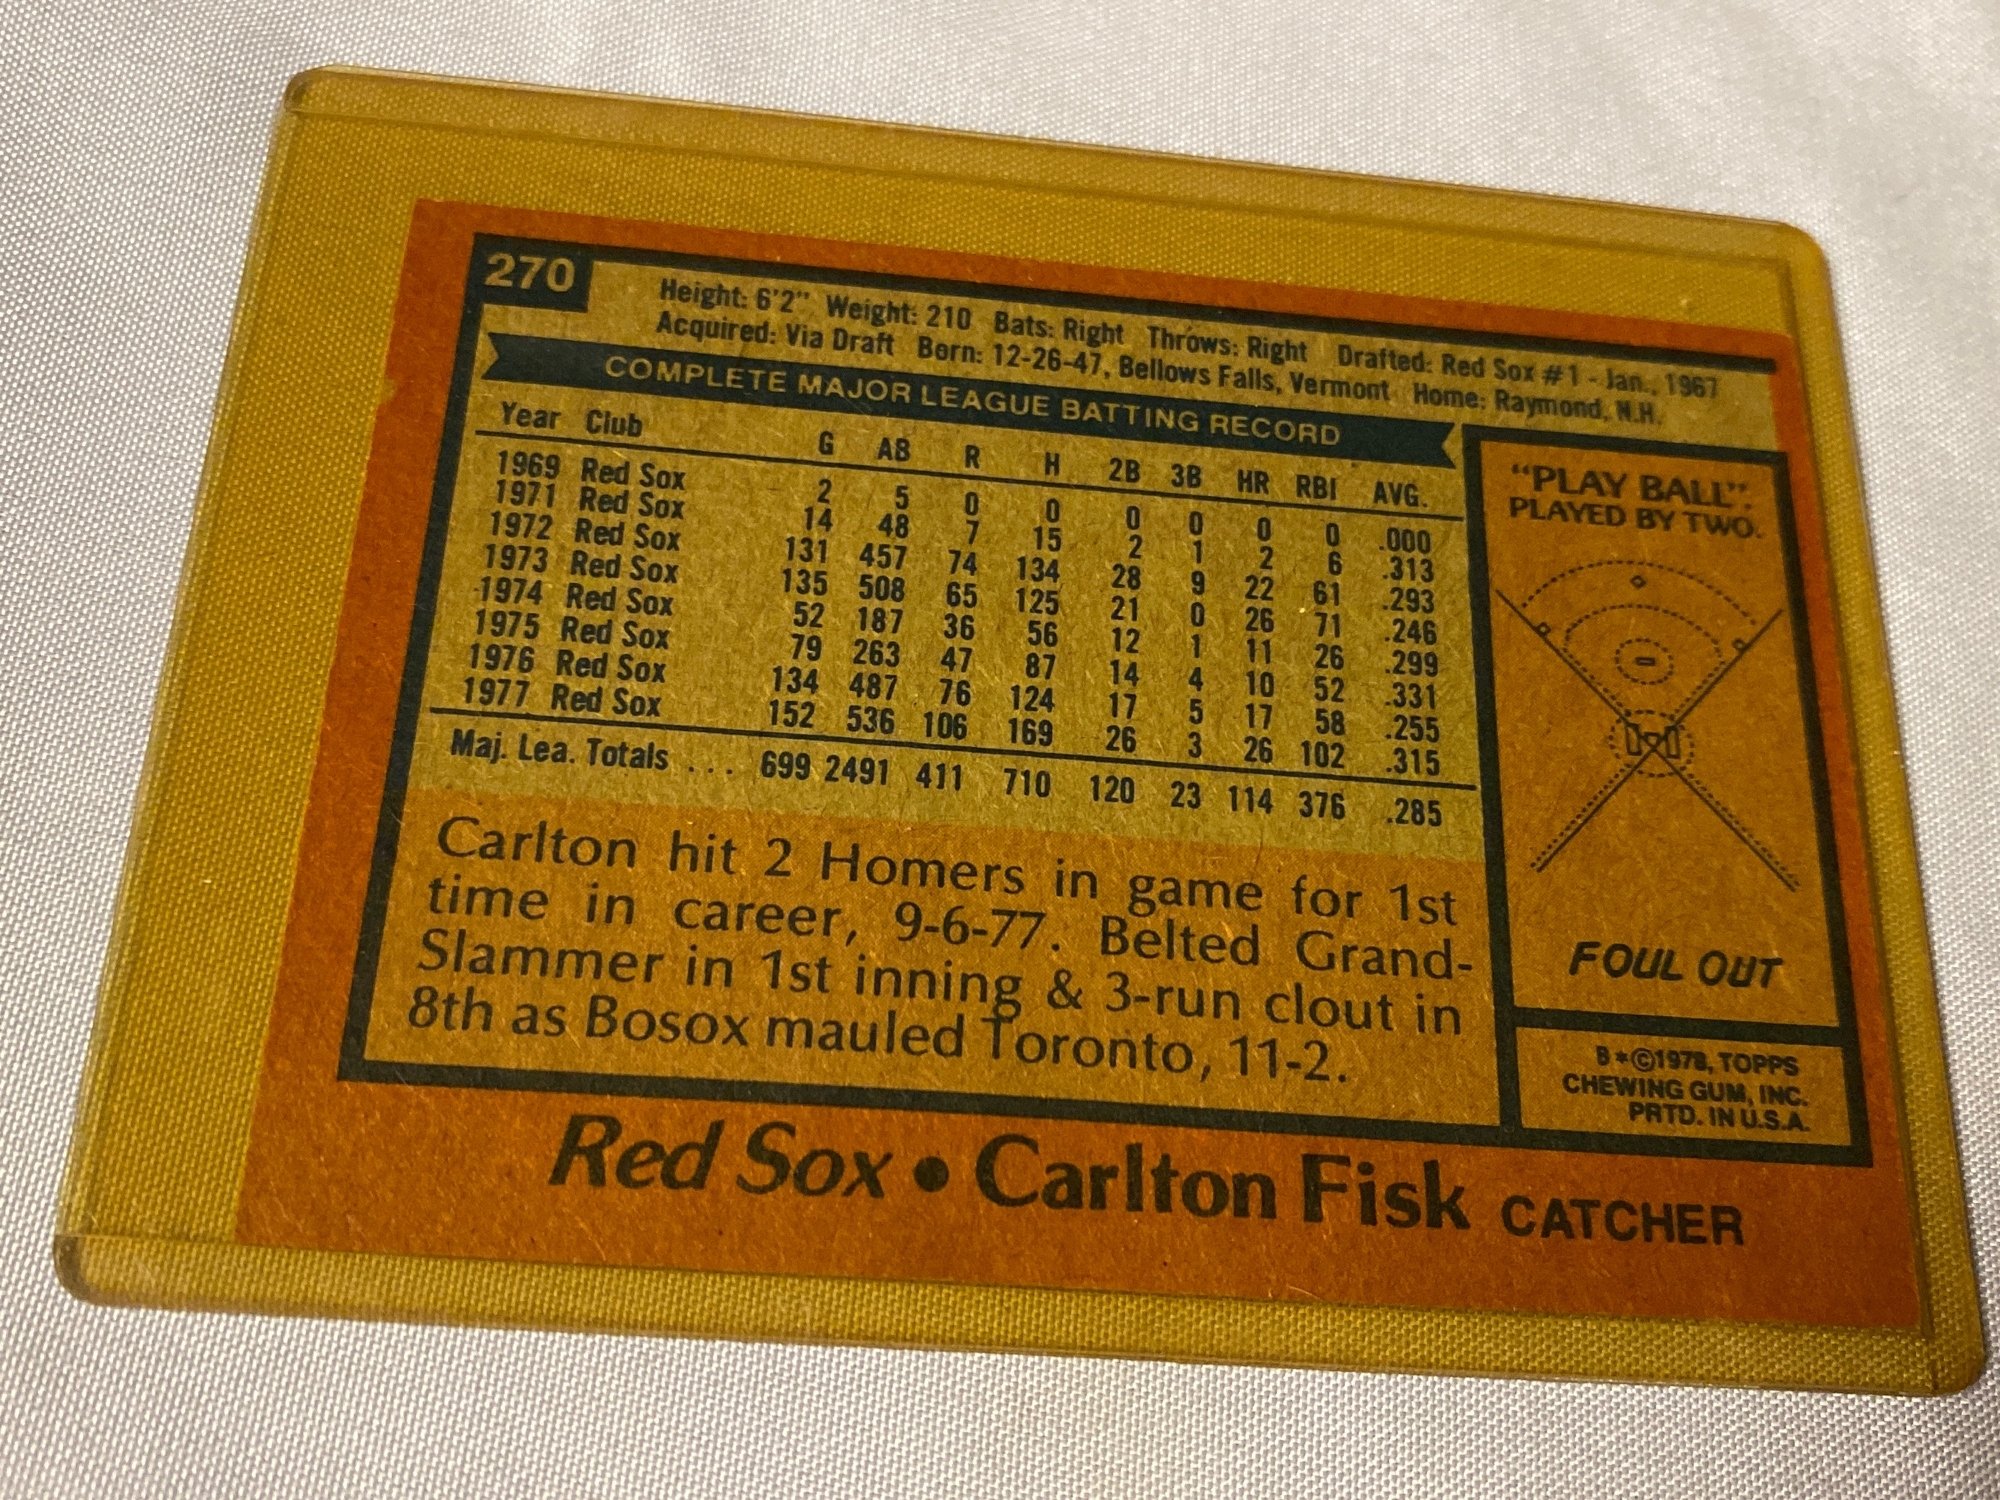 270
Height: 6'2" Weight: 210 Bats: Right Throws: Right Drafted: Red Sox #1 - Jan., 1967
Acquired: Via Draft Born: 12-26-47, Bellows Falls, Vermont Home: Raymond, N.H.
COMPLETE MAJOR LEAGUE BATTING RECORD
Year Club G AB R H 2B 3B HR RBI AVG.
1969 Red Sox 2 5 0 0 0 0 0 0 .000
1971 Red Sox 14 48 7 15 2 1 2 6 .313
1972 Red Sox 131 457 74 134 28 9 22 61 .293
1973 Red Sox 135 508 65 125 21 0 26 71 .246
1974 Red Sox 52 187 36 56 12 1 11 26 .299
1975 Red Sox 79 263 47 87 14 4 10 52 .331
1976 Red Sox 134 487 76 124 17 5 17 58 .255
1977 Red Sox 152 536 106 169 26 3 26 102 .315
Maj. Lea. Totals . . . 699 2491 411 710 120 23 114 376 .285
Carlton hit 2 Homers in game for 1st
time in career, 9-6-77. Belted Grand-
Slammer in 1st inning & 3-run clout in
8th as Bosox mauled Toronto, 11-2.
"PLAY BALL".
PLAYED BY TWO.
FOUL OUT
B*©1978, TOPPS
CHEWING GUM, INC.
PRTD. IN U.S.A.
Red Sox • Carlton Fisk CATCHER